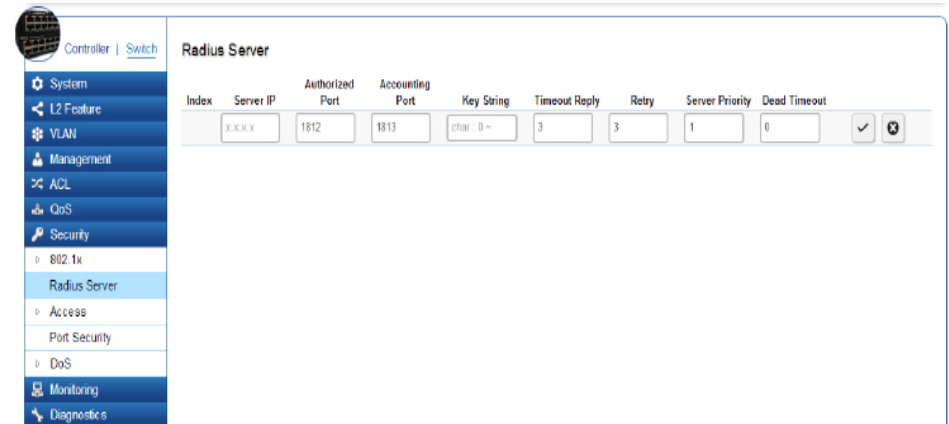 Controller | Switch
Radius Server
System
L2 Feature
VLAN
Management
ACL
QoS
Security
802.1x
Radius Server
Access
Port Security
DoS
Monitoring
Diagnostics
Index Server IP Authorized Port Accounting Port Key String Timeout Reply Retry Server Priority Dead Timeout
x.x.x.x 1812 1813 char : 0 ~ 3 3 1 0